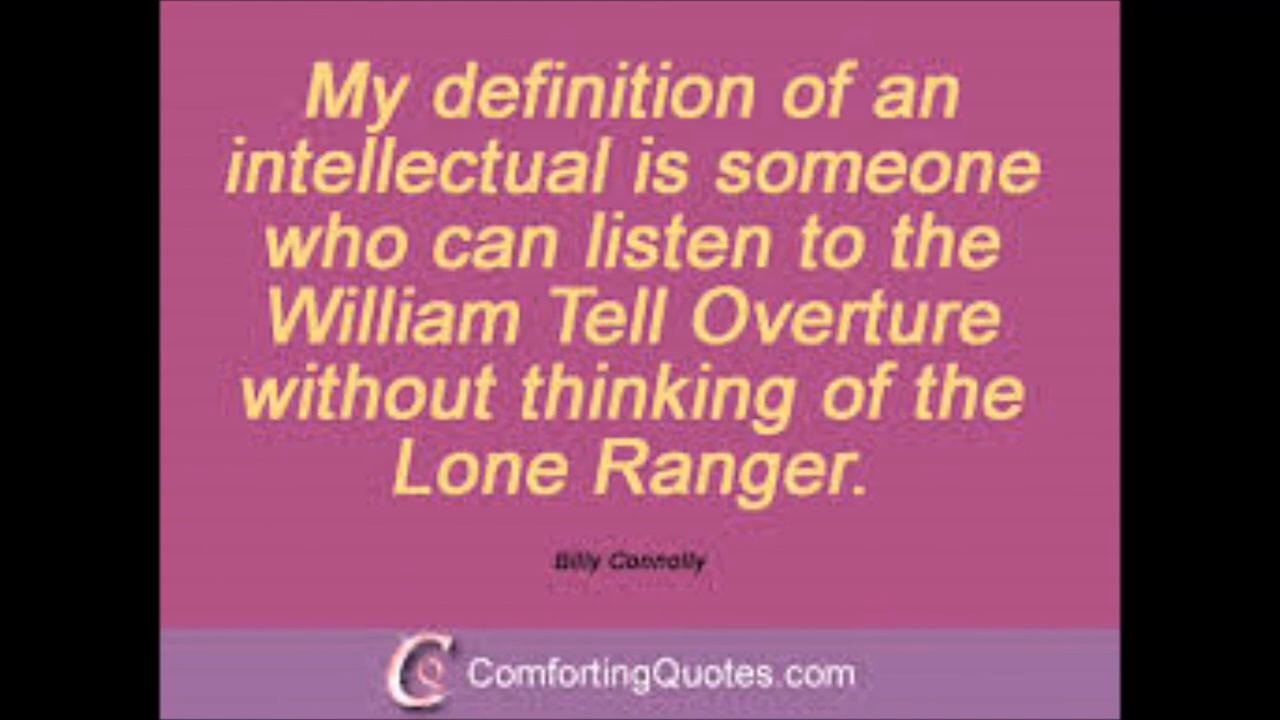 My definition of an
intellectual is someone
who can listen to the
William Tell Overture
without thinking of the
Lone Ranger.
Billy Connolly
ComfortingQuotes.com